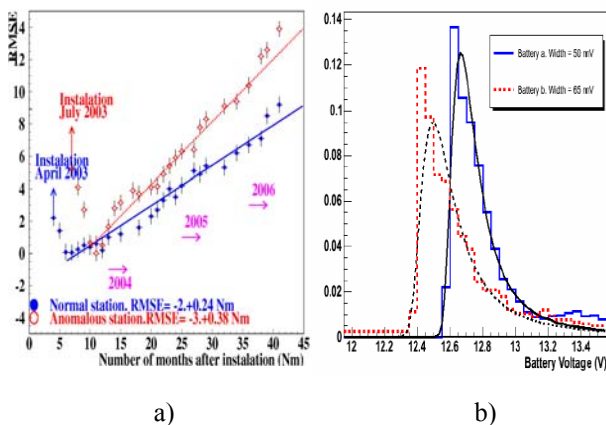 RMSE
14
12
10
8
6
4
2
0
-2
-4
Instalation
July 2003
Instalation
April 2003
2004
2005
2006
Normal station. RMSE= -2.+0.24 Nm
Anomalous station.RMSE= -3.+0.38 Nm
0 5 10 15 20 25 30 35 40 45
Number of months after instalation (Nm)
a)
0.14
0.12
0.1
0.08
0.06
0.04
0.02
0
Battery a. Width = 50 mV
Battery b. Width = 65 mV
12 12.2 12.4 12.6 12.8 13 13.2 13.4
Battery Voltage (V)
b)